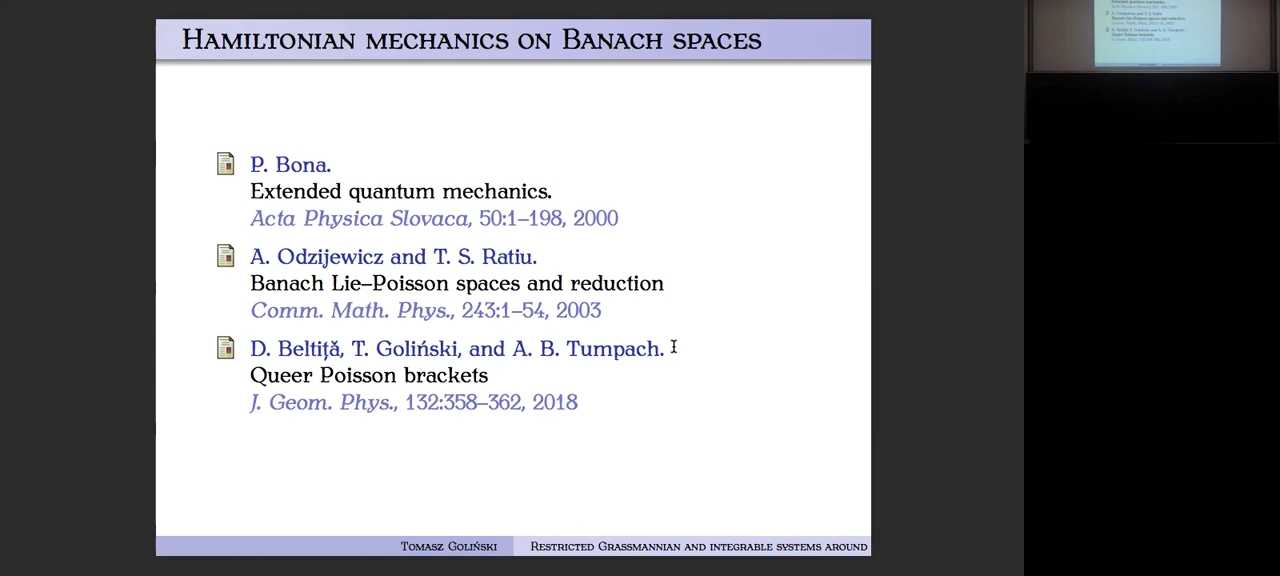 Hamiltonian mechanics on Banach spaces
P. Bona.
Extended quantum mechanics.
Acta Physica Slovaca, 50:1–198, 2000
A. Odzijewicz and T. S. Ratiu.
Banach Lie–Poisson spaces and reduction
Comm. Math. Phys., 243:1–54, 2003
D. Beltiță, T. Goliński, and A. B. Tumpach.
Queer Poisson brackets
J. Geom. Phys., 132:358–362, 2018
Tomasz Goliński
Restricted Grassmannian and integrable systems around